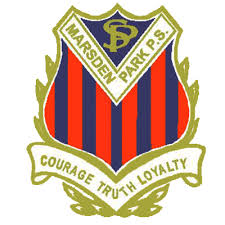 SP
MARSDEN PARK P.S.
COURAGE TRUTH LOYALTY